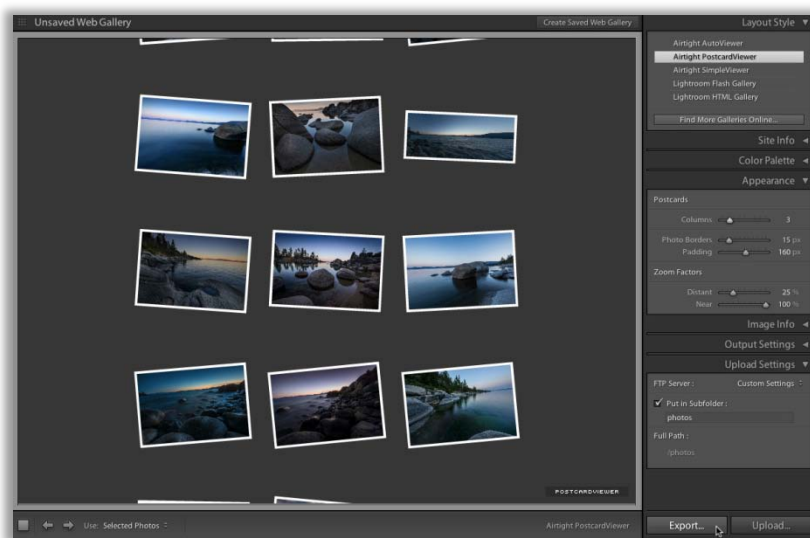 Unsaved Web Gallery
Create Saved Web Gallery
POSTCARDVIEWER
Use: Selected Photos
Airtight PostcardViewer
Layout Style
Airtight AutoViewer
Airtight PostcardViewer
Airtight SimpleViewer
Lightroom Flash Gallery
Lightroom HTML Gallery
Find More Galleries Online...
Site Info
Color Palette
Appearance
Postcards
Columns 3
Photo Borders 15 px
Padding 160 px
Zoom Factors
Distant 25 %
Near 100 %
Image Info
Output Settings
Upload Settings
FTP Server : Custom Settings
Put in Subfolder :
photos
Full Path :
/photos
Export... Upload...